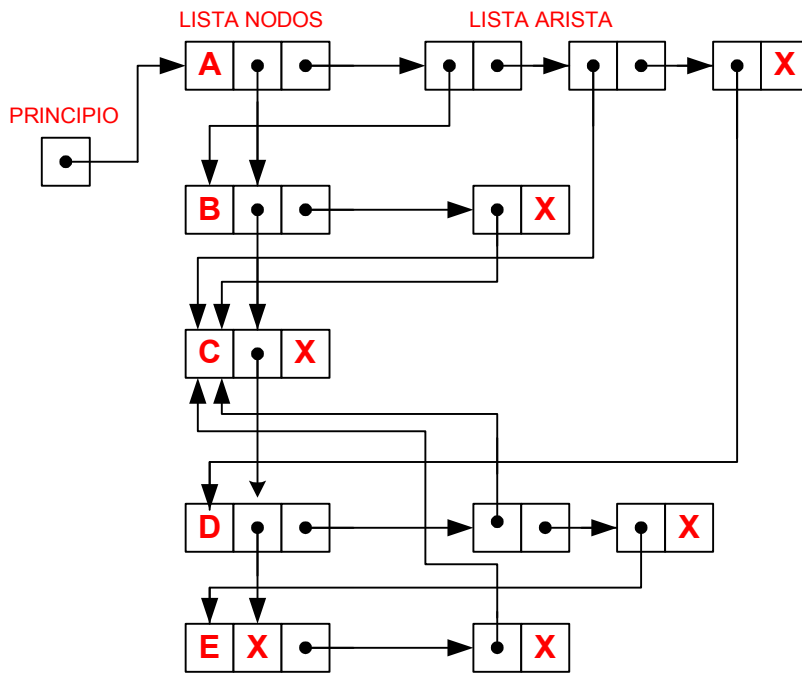 LISTA NODOS LISTA ARISTA
A X
PRINCIPIO
B X
C X
D X
E X X